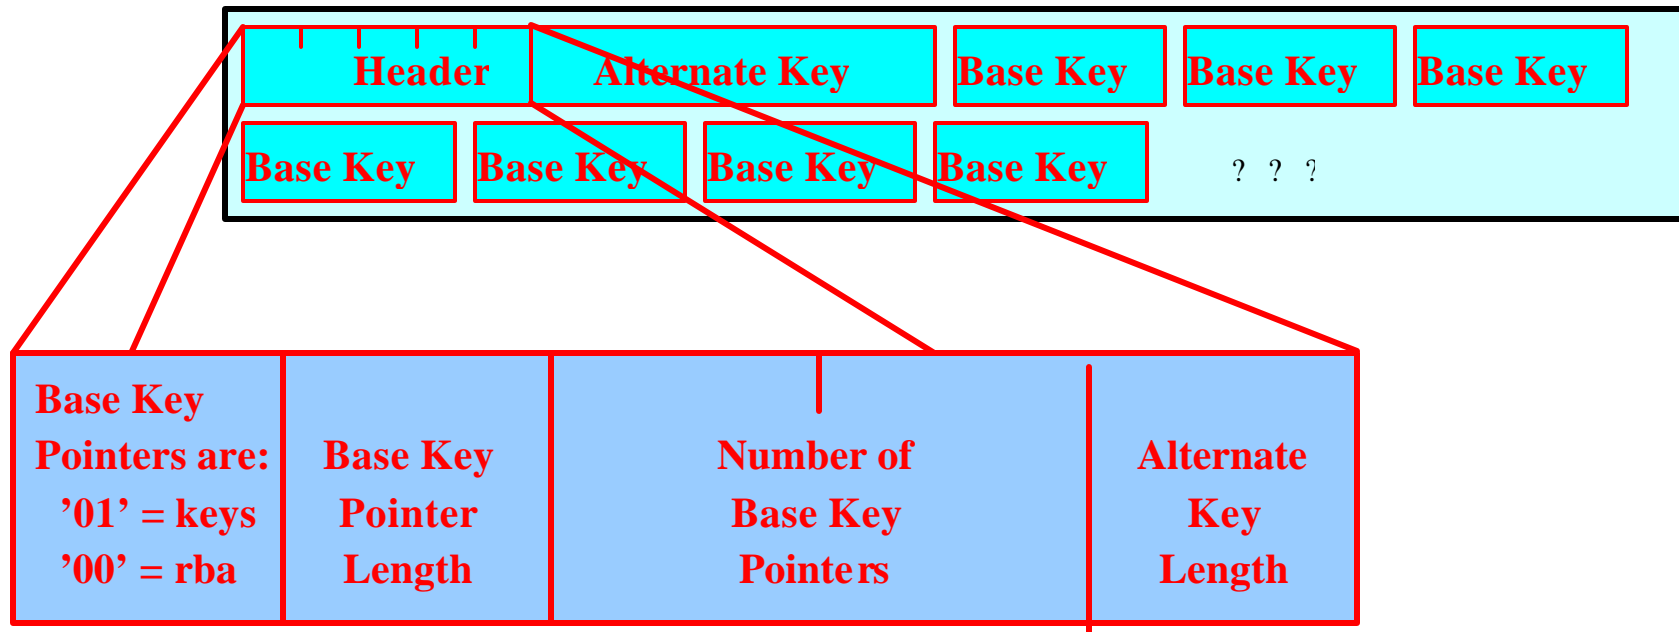 Header Alternate Key Base Key Base Key Base Key
Base Key Base Key Base Key Base Key ? ? ?
Base Key
Pointers are:
’01’ = keys
’00’ = rba
Base Key
Pointer
Length
Number of
Base Key
Pointers
Alternate
Key
Length